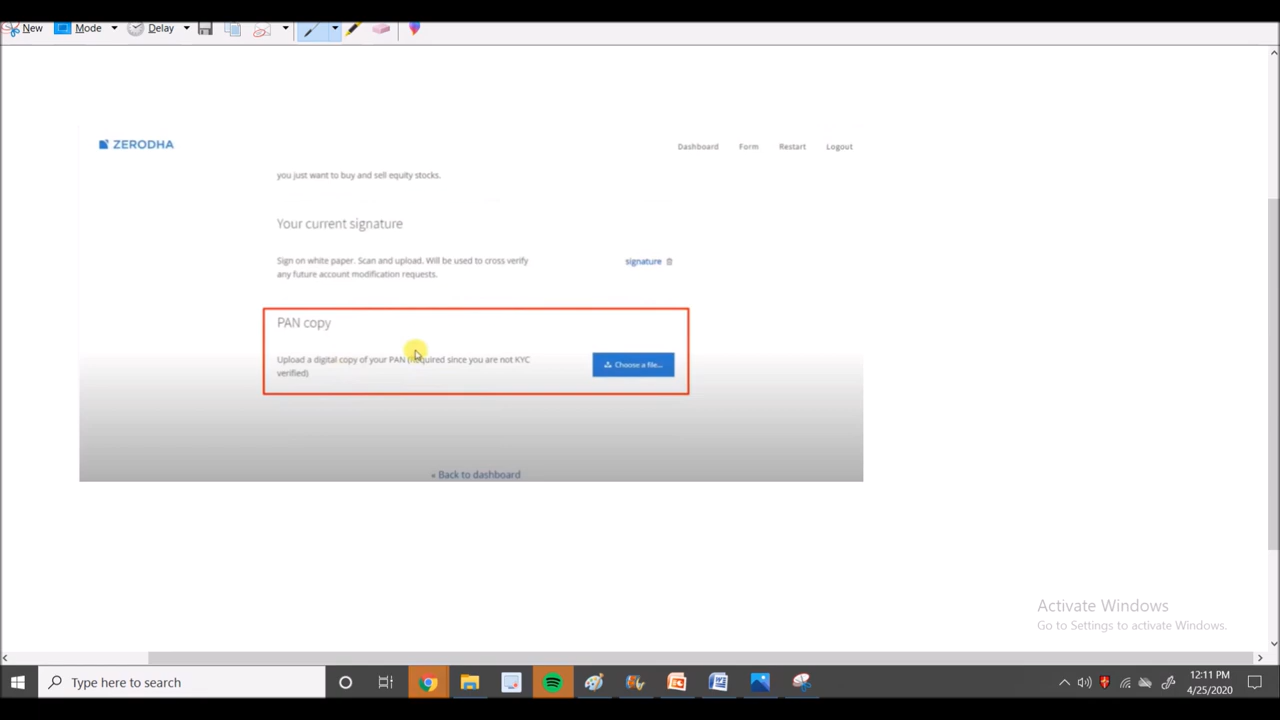 New Mode Delay
ZERODHA
Dashboard Form Restart Logout
you just want to buy and sell equity stocks.
Your current signature
Sign on white paper. Scan and upload. Will be used to cross verify
any future account modification requests.
signature
PAN copy
Upload a digital copy of your PAN (Required since you are not KYC
verified)
Choose a file...
« Back to dashboard
Activate Windows
Go to Settings to activate Windows.
Type here to search
12:11 PM
4/25/2020